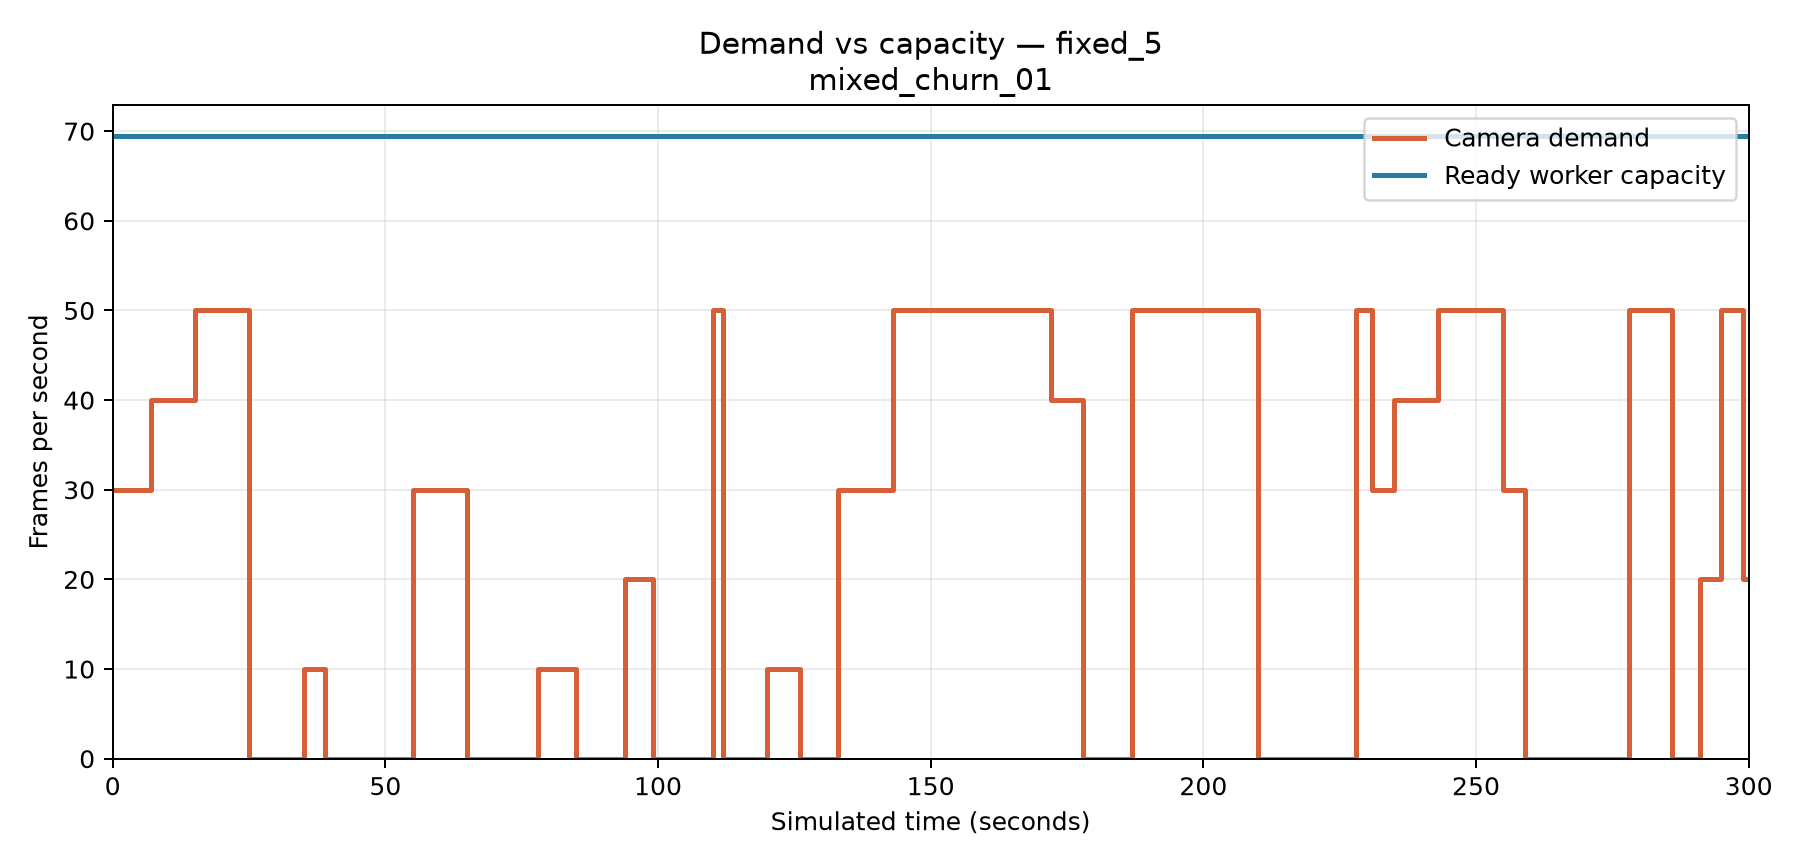 Demand vs capacity — fixed_5
mixed_churn_01
70
60
50
40
30
20
10
0
Frames per second
Camera demand
Ready worker capacity
0 50 100 150 200 250 300
Simulated time (seconds)